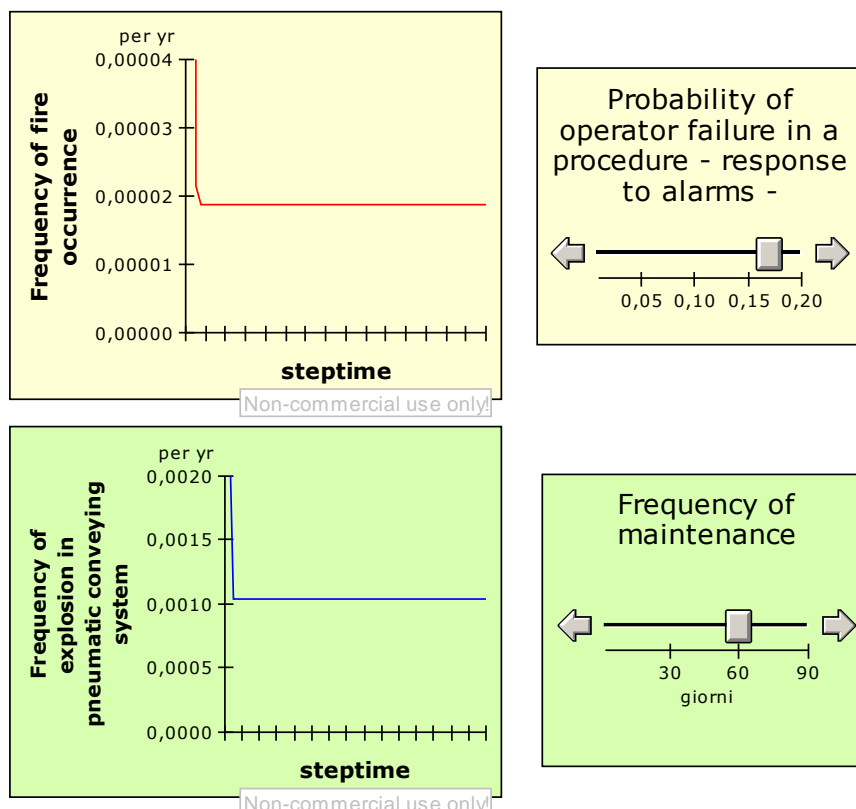 per yr
0,00004
0,00003
0,00002
0,00001
0,00000
Frequency of fire
occurrence
steptime
Non-commercial use only!
Probability of
operator failure in a
procedure - response
to alarms -
0,05 0,10 0,15 0,20
per yr
0,0020
0,0015
0,0010
0,0005
0,0000
Frequency of
explosion in
pneumatic conveying
system
steptime
Non-commercial use only!
Frequency of
maintenance
30 60 90
giorni